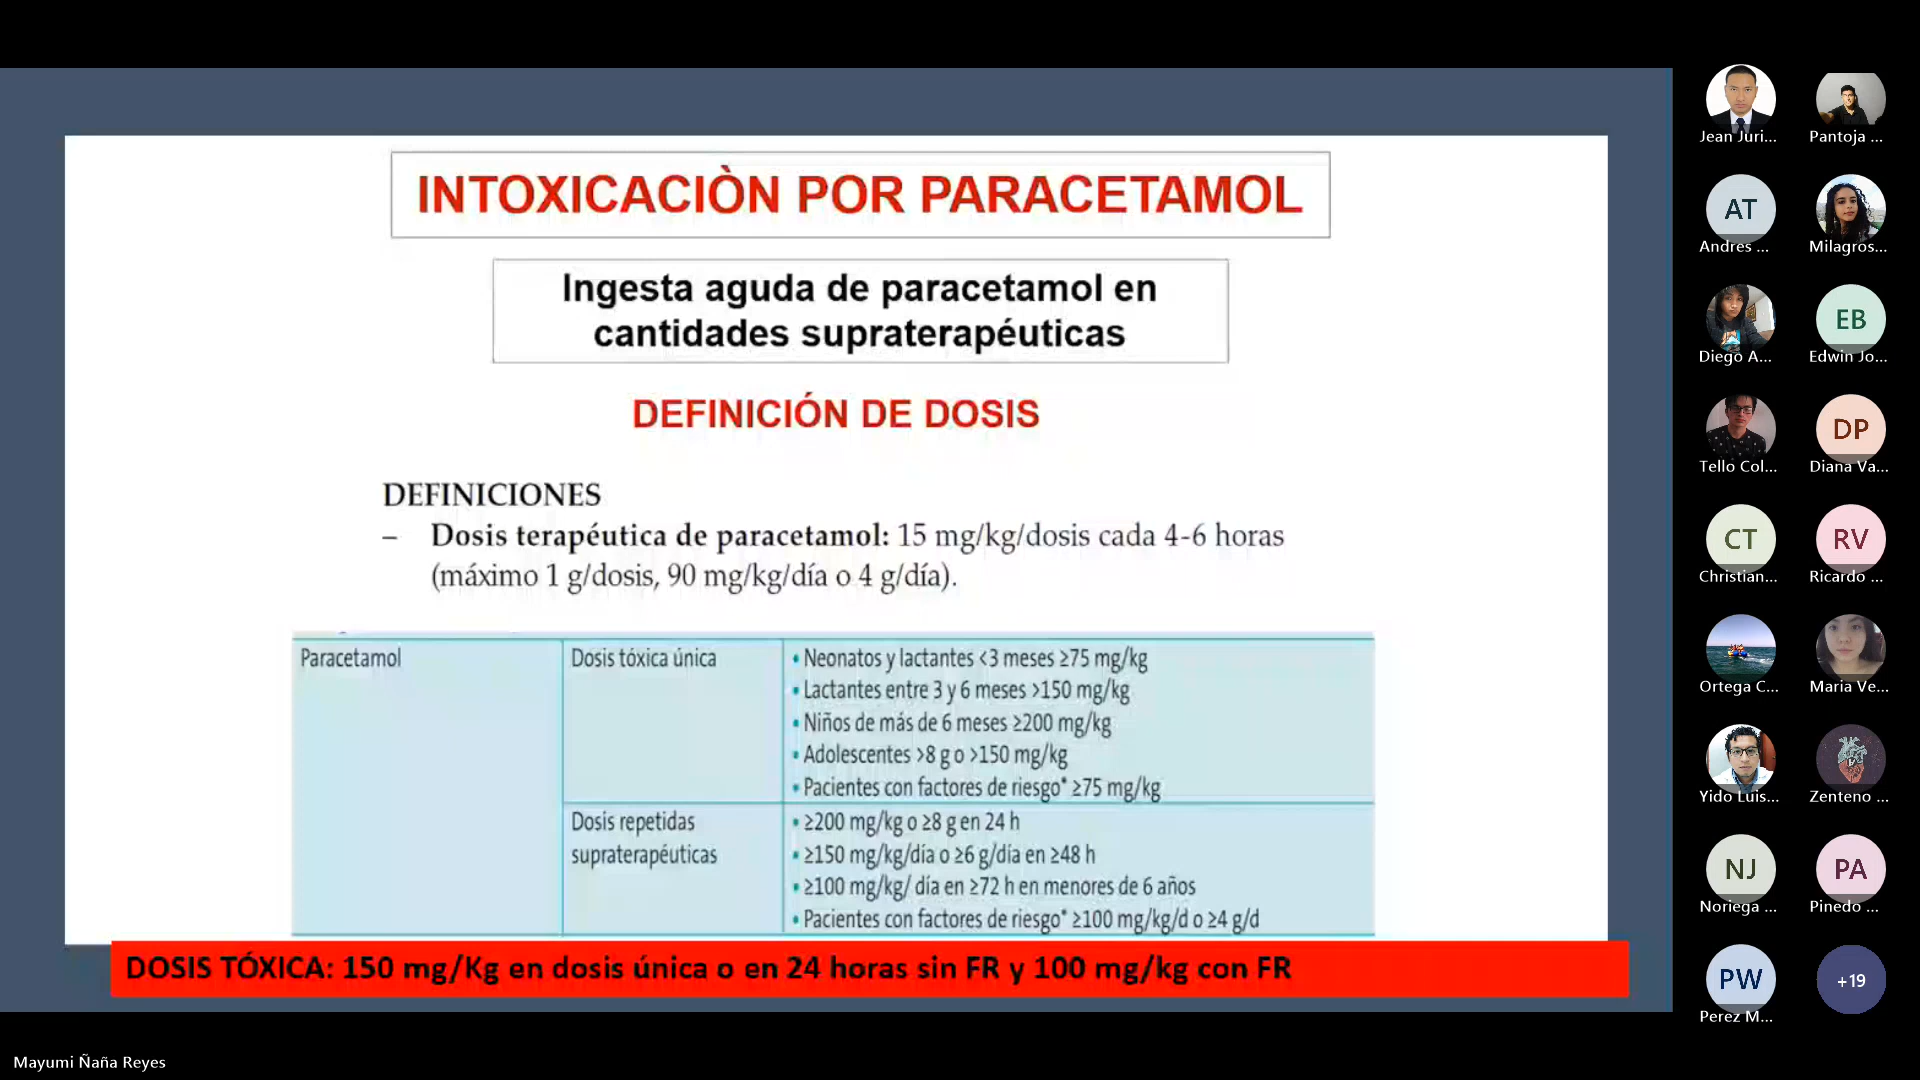 INTOXICACIÒN POR PARACETAMOL
Ingesta aguda de paracetamol en
cantidades supraterapéuticas
DEFINICIÓN DE DOSIS
DEFINICIONES
– Dosis terapéutica de paracetamol: 15 mg/kg/dosis cada 4-6 horas
(máximo 1 g/dosis, 90 mg/kg/día o 4 g/día).
Paracetamol
Dosis tóxica única
• Neonatos y lactantes <3 meses ≥75 mg/kg
• Lactantes entre 3 y 6 meses >150 mg/kg
• Niños de más de 6 meses ≥200 mg/kg
• Adolescentes >8 g o >150 mg/kg
• Pacientes con factores de riesgo* ≥75 mg/kg
Dosis repetidas
supraterapéuticas
• ≥200 mg/kg o ≥8 g en 24 h
• ≥150 mg/kg/día o ≥6 g/día en ≥48 h
• ≥100 mg/kg/ día en ≥72 h en menores de 6 años
• Pacientes con factores de riesgo* ≥100 mg/kg/d o ≥4 g/d
DOSIS TÓXICA: 150 mg/Kg en dosis única o en 24 horas sin FR y 100 mg/kg con FR
Mayumi Ñaña Reyes
Jean Juri...
Pantoja ...
AT
Andres ...
Milagros...
Diego A...
EB
Edwin Jo...
Tello Col...
DP
Diana Va...
CT
Christian...
RV
Ricardo ...
Ortega C...
Maria Ve...
Yido Luis...
Zenteno ...
NJ
Noriega ...
PA
Pinedo ...
PW
Perez M...
+19